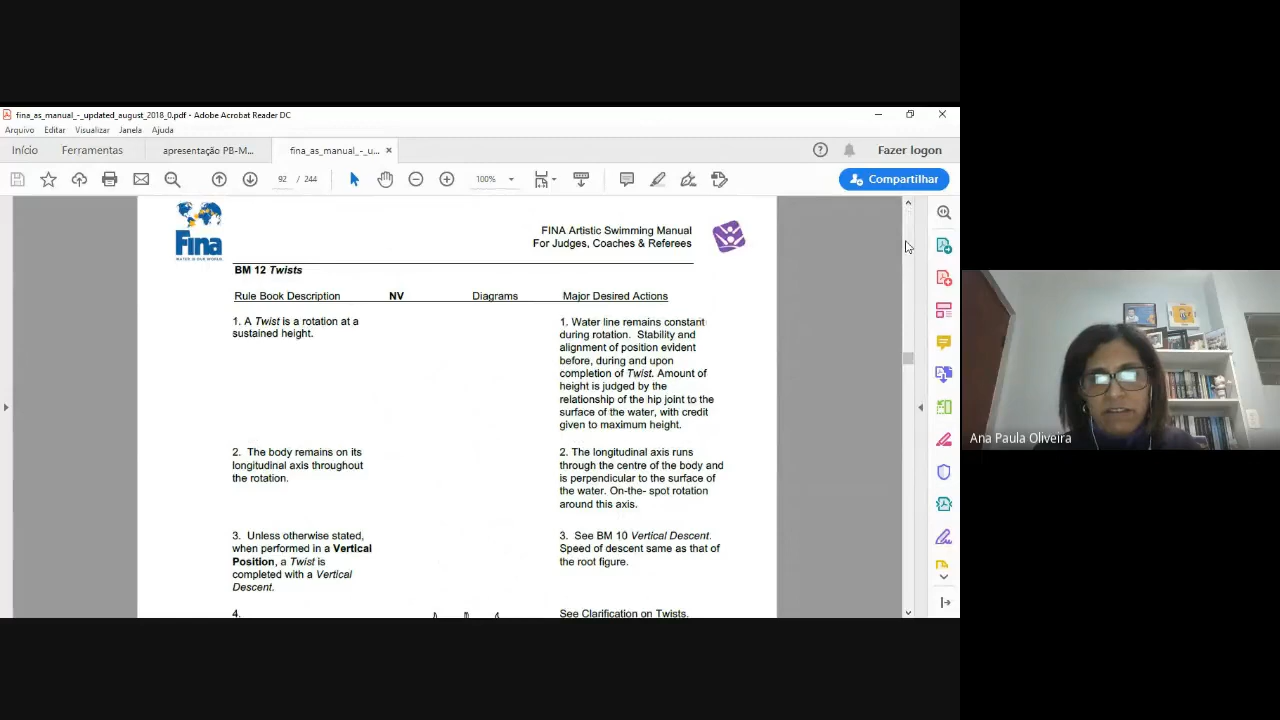 fina_as_manual_-_updated_august_2018_0.pdf - Adobe Acrobat Reader DC
Arquivo Editar Visualizar Janela Ajuda
Início Ferramentas apresentação PB-M... fina_as_manual_-_u... Fazer logon
92 / 244 100% Compartilhar
Fina
WATER IS OUR WORLD
FINA Artistic Swimming Manual
For Judges, Coaches & Referees
BM 12 Twists
Rule Book Description NV Diagrams Major Desired Actions
1. A Twist is a rotation at a
sustained height.
1. Water line remains constant
during rotation. Stability and
alignment of position evident
before, during and upon
completion of Twist. Amount of
height is judged by the
relationship of the hip joint to the
surface of the water, with credit
given to maximum height.
2. The body remains on its
longitudinal axis throughout
the rotation.
2. The longitudinal axis runs
through the centre of the body and
is perpendicular to the surface of
the water. On-the- spot rotation
around this axis.
3. Unless otherwise stated,
when performed in a Vertical
Position, a Twist is
completed with a Vertical
Descent.
3. See BM 10 Vertical Descent.
Speed of descent same as that of
the root figure.
4.
See Clarification on Twists.
Ana Paula Oliveira